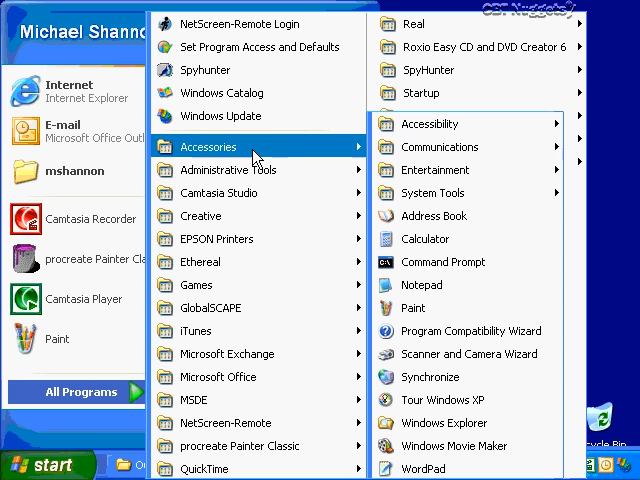 CBT Nuggets
Michael Shanno
Internet
Internet Explorer
E-mail
Microsoft Office Outl
mshannon
Camtasia Recorder
procreate Painter Cla
Camtasia Player
Paint
All Programs
start
NetScreen-Remote Login
Set Program Access and Defaults
Spyhunter
Windows Catalog
Windows Update
Accessories
Administrative Tools
Camtasia Studio
Creative
EPSON Printers
Ethereal
Games
GlobalSCAPE
iTunes
Microsoft Exchange
Microsoft Office
MSDE
NetScreen-Remote
procreate Painter Classic
QuickTime
Real
Roxio Easy CD and DVD Creator 6
SpyHunter
Startup
Accessibility
Communications
Entertainment
System Tools
Address Book
Calculator
Command Prompt
Notepad
Paint
Program Compatibility Wizard
Scanner and Camera Wizard
Synchronize
Tour Windows XP
Windows Explorer
Windows Movie Maker
WordPad
cycle Bin